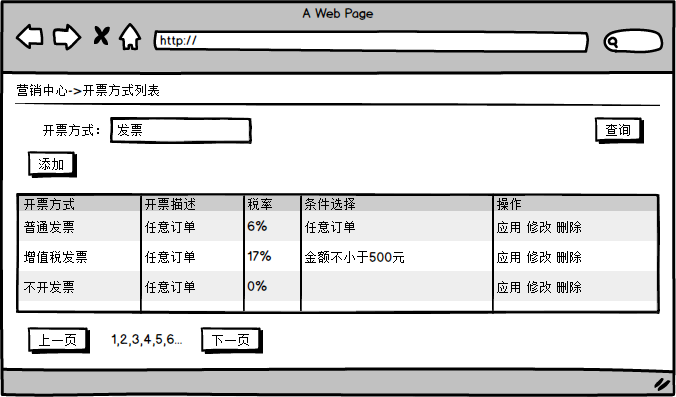 A Web Page
http://
营销中心->开票方式列表
开票方式： 发票 查询
添加
开票方式 开票描述 税率 条件选择 操作
普通发票 任意订单 6% 任意订单 应用 修改 删除
增值税发票 任意订单 17% 金额不小于500元 应用 修改 删除
不开发票 任意订单 0% 应用 修改 删除
上一页 1,2,3,4,5,6... 下一页